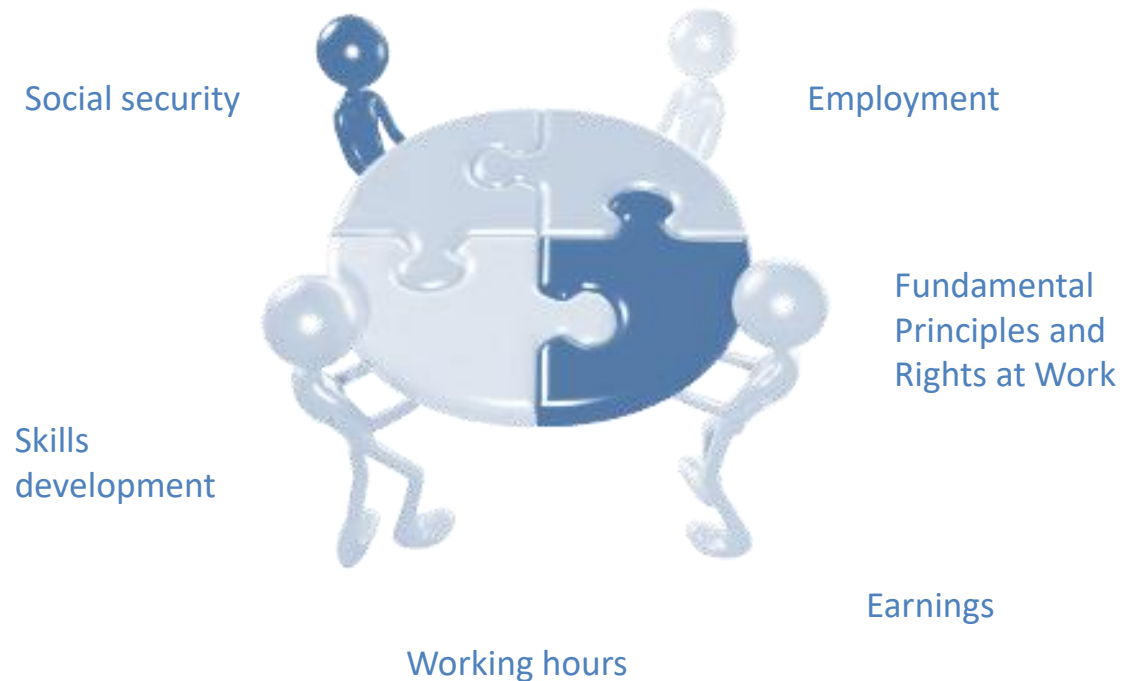 Social security
Employment
Fundamental
Principles and
Rights at Work
Skills
development
Earnings
Working hours